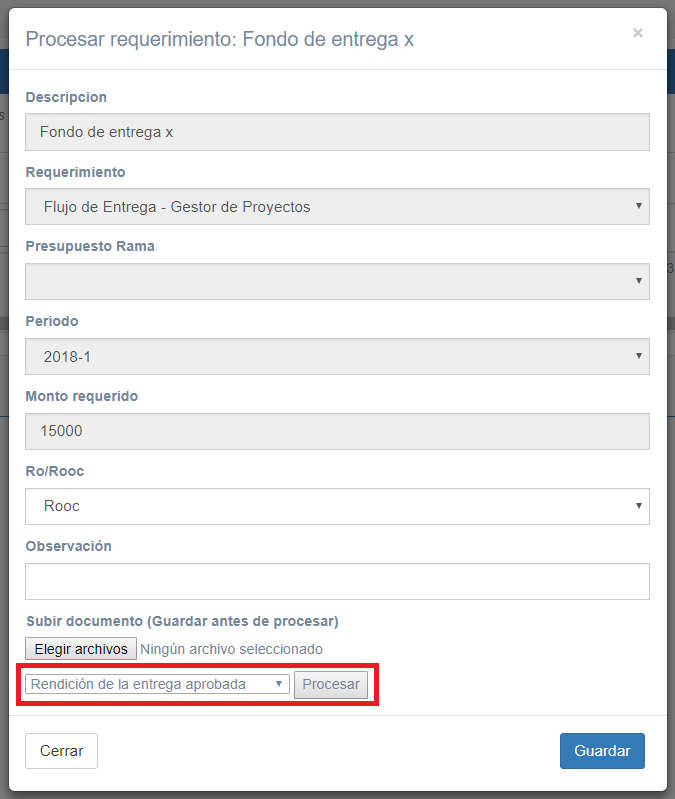 Procesar requerimiento: Fondo de entrega x
×
Descripcion
Fondo de entrega x
Requerimiento
Flujo de Entrega - Gestor de Proyectos
Presupuesto Rama
Periodo
2018-1
Monto requerido
15000
Ro/Rooc
Rooc
Observación
Subir documento (Guardar antes de procesar)
Elegir archivos Ningún archivo seleccionado
Rendición de la entrega aprobada Procesar
Cerrar Guardar